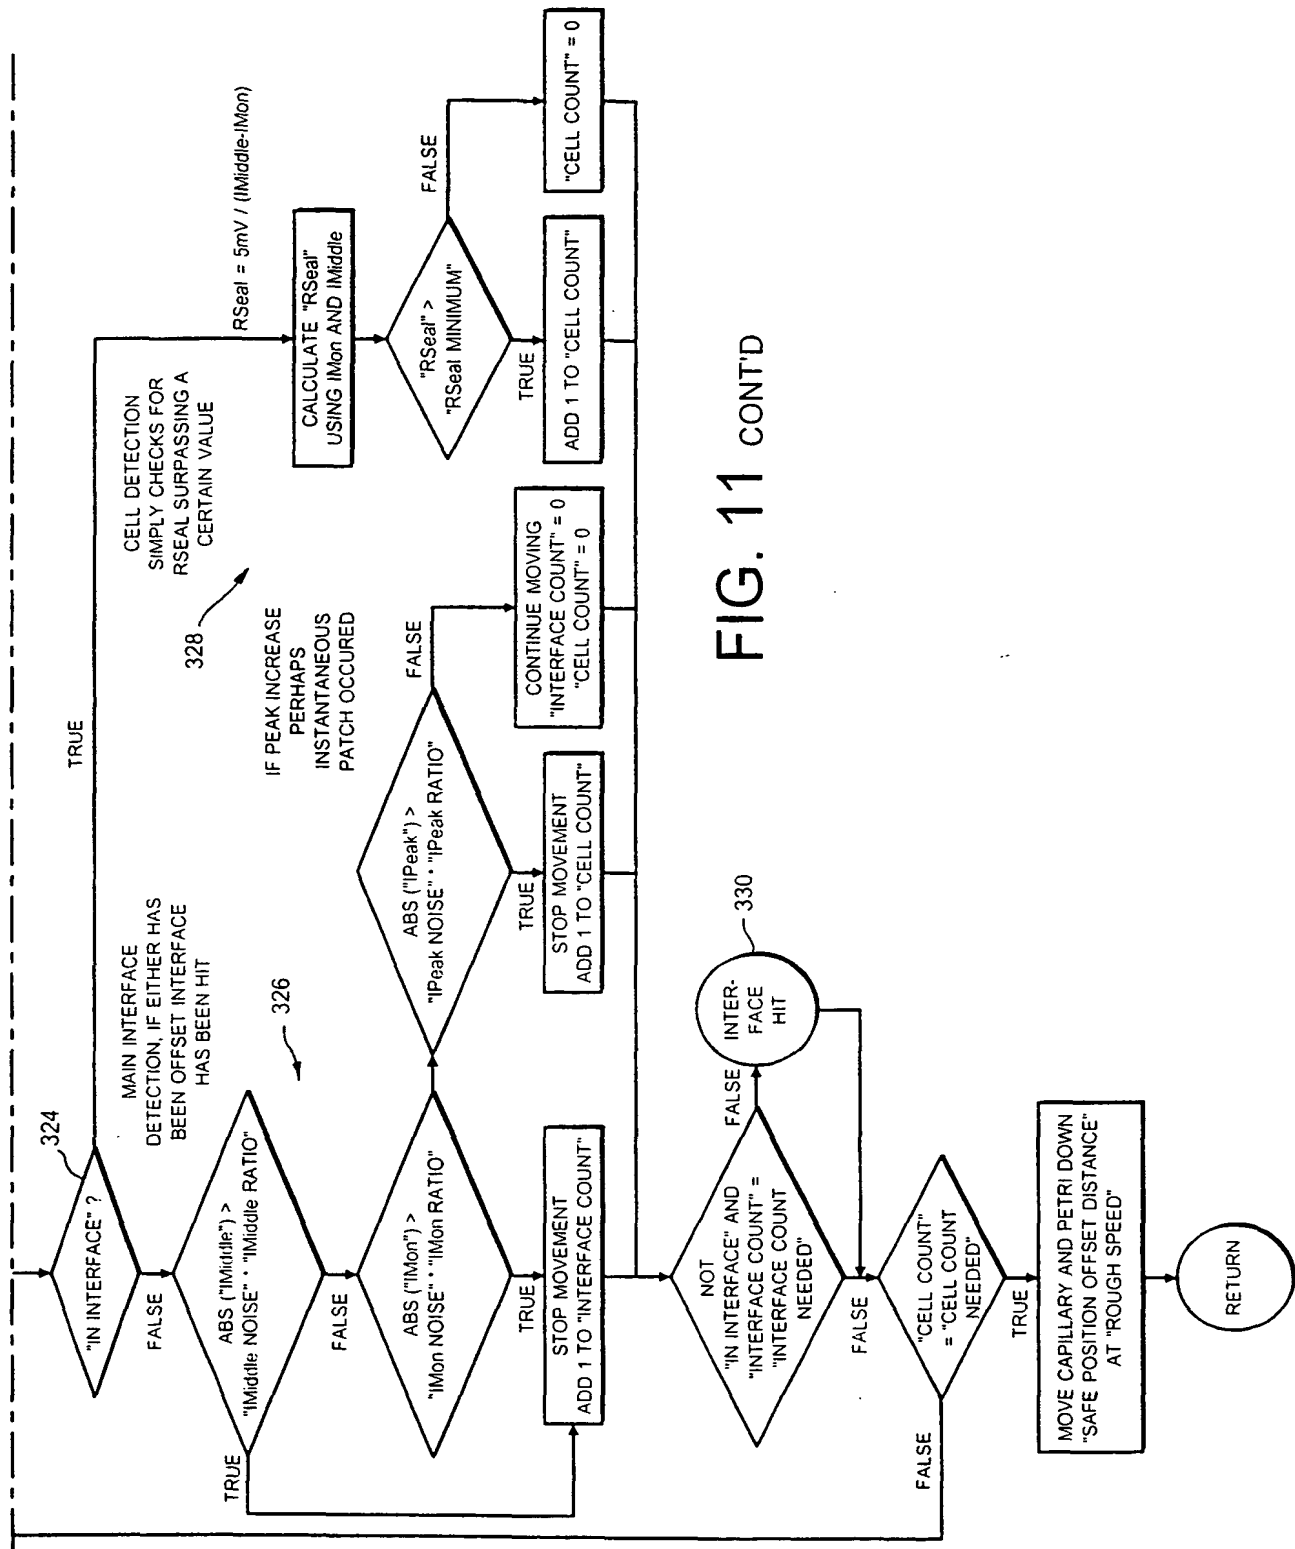 324
"IN INTERFACE" ?
TRUE
FALSE
MAIN INTERFACE
DETECTION, IF EITHER HAS
BEEN OFFSET INTERFACE
HAS BEEN HIT
CELL DETECTION
SIMPLY CHECKS FOR
RSEAL SURPASSING A
CERTAIN VALUE
328
RSeal = 5mV / (IMiddle-IMon)
ABS ("IMiddle") >
"IMiddle NOISE" * "IMiddle RATIO"
TRUE
FALSE
326
IF PEAK INCREASE
PERHAPS
INSTANTANEOUS
PATCH OCCURED
CALCULATE "RSeal"
USING IMon AND IMiddle
ABS ("IMon") >
"IMon NOISE" * "IMon RATIO"
TRUE
ABS ("IPeak") >
"IPeak NOISE" * "IPeak RATIO"
FALSE
TRUE
"RSeal" >
"RSeal MINIMUM"
FALSE
TRUE
STOP MOVEMENT
ADD 1 TO "INTERFACE COUNT"
STOP MOVEMENT
ADD 1 TO "CELL COUNT"
CONTINUE MOVING
"INTERFACE COUNT" = 0
"CELL COUNT" = 0
ADD 1 TO "CELL COUNT"
"CELL COUNT" = 0
NOT
"IN INTERFACE" AND
"INTERFACE COUNT" =
"INTERFACE COUNT
NEEDED"
FALSE
FALSE
INTER-
FACE
HIT
330
"CELL COUNT"
= "CELL COUNT
NEEDED"
FALSE
TRUE
MOVE CAPILLARY AND PETRI DOWN
"SAFE POSITION OFFSET DISTANCE"
AT "ROUGH SPEED"
RETURN
FIG. 11 CONT'D